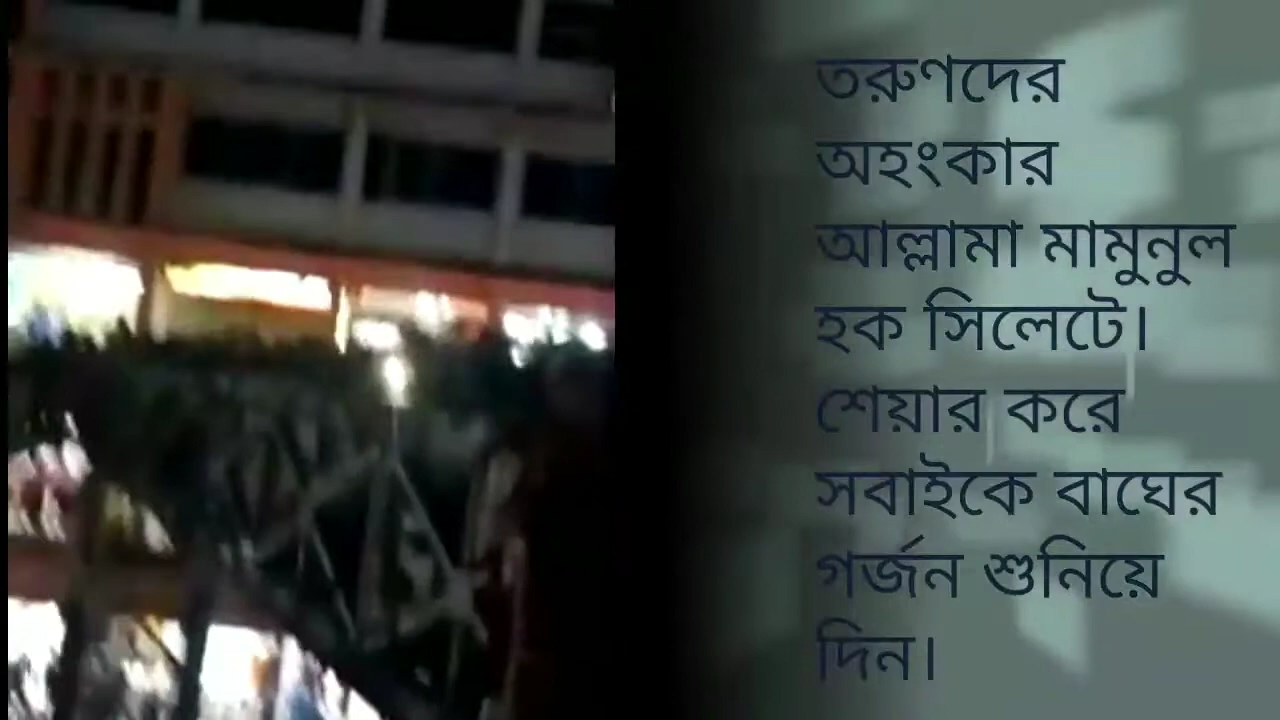 তরুণদের
অহংকার
আল্লামা মামুনুল
হক সিলেটে।
শেয়ার করে
সবাইকে বাঘের
গর্জন শুনিয়ে
দিন।